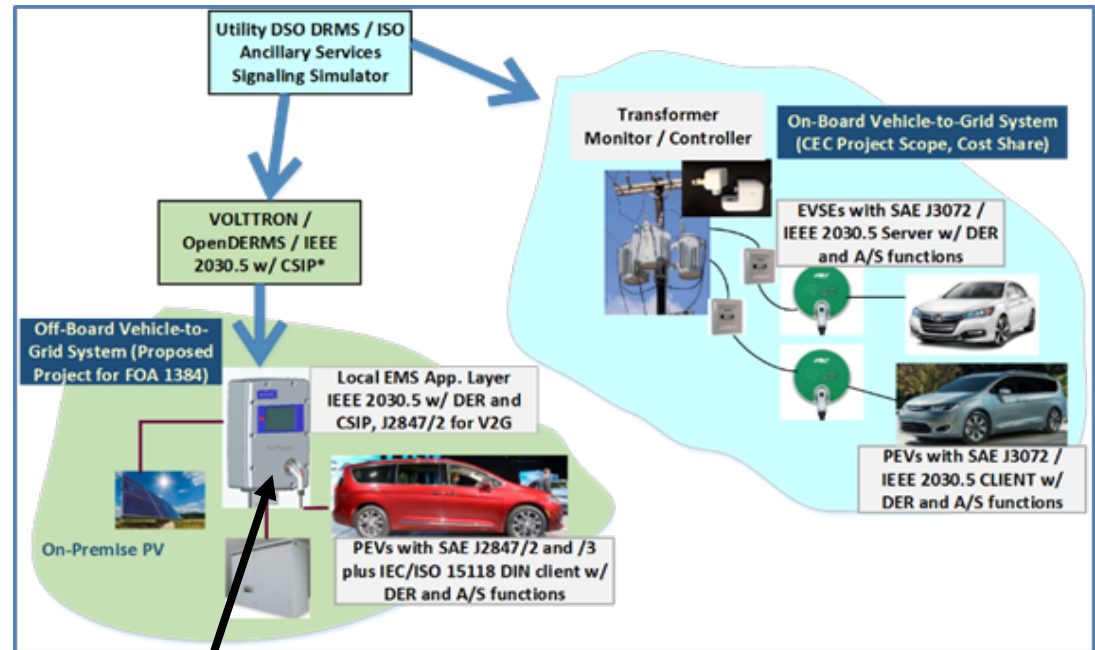 Utility DSO DRMS / ISO
Ancillary Services
Signaling Simulator
Transformer
Monitor / Controller
On-Board Vehicle-to-Grid System
(CEC Project Scope, Cost Share)
EVSEs with SAE J3072 /
IEEE 2030.5 Server w/ DER
and A/S functions
VOLTTRON /
OpenDERMS / IEEE
2030.5 w/ CSIP*
Off-Board Vehicle-to-
Grid System (Proposed
Project for FOA 1384)
Local EMS App. Layer
IEEE 2030.5 w/ DER and
CSIP, J2847/2 for V2G
PEVs with SAE J3072 /
IEEE 2030.5 CLIENT w/
DER and A/S functions
On-Premise PV
PEVs with SAE J2847/2 and /3
plus IEC/ISO 15118 DIN client w/
DER and A/S functions